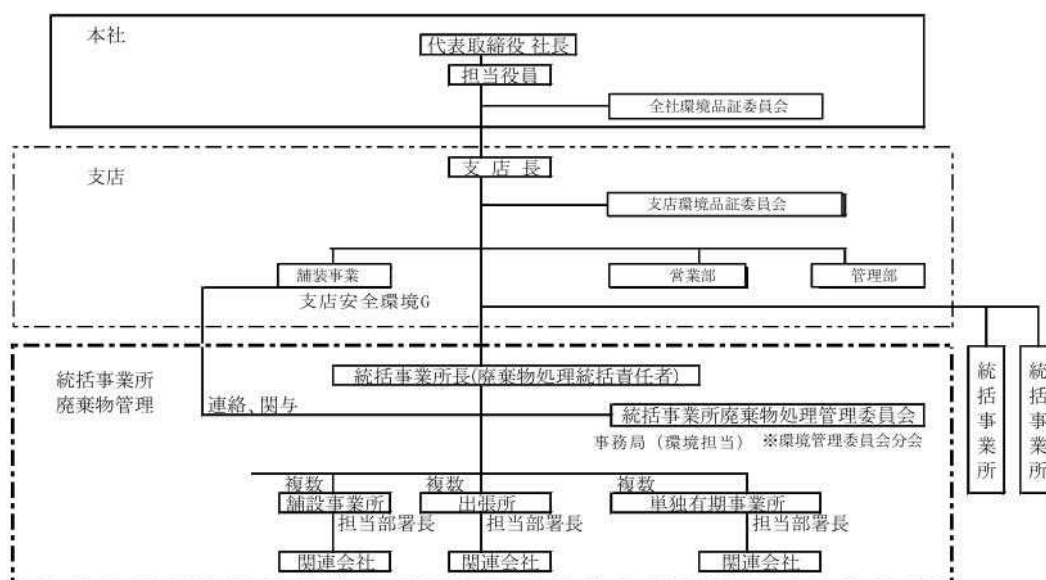 本社
代表取締役 社長
担当役員
全社環境品証委員会
支店
支 店 長
支店環境品証委員会
舗装事業
営業部
管理部
支店安全環境G
統括事業所
廃棄物管理
統括事業所長(廃棄物処理統括責任者)
連絡、関与
統括事業所廃棄物処理管理委員会
事務局（環境担当） ※環境管理委員会分会
統括事業所
統括事業所
複数
複数
複数
舗設事業所
出張所
単独有期事業所
担当部署長
担当部署長
担当部署長
関連会社
関連会社
関連会社